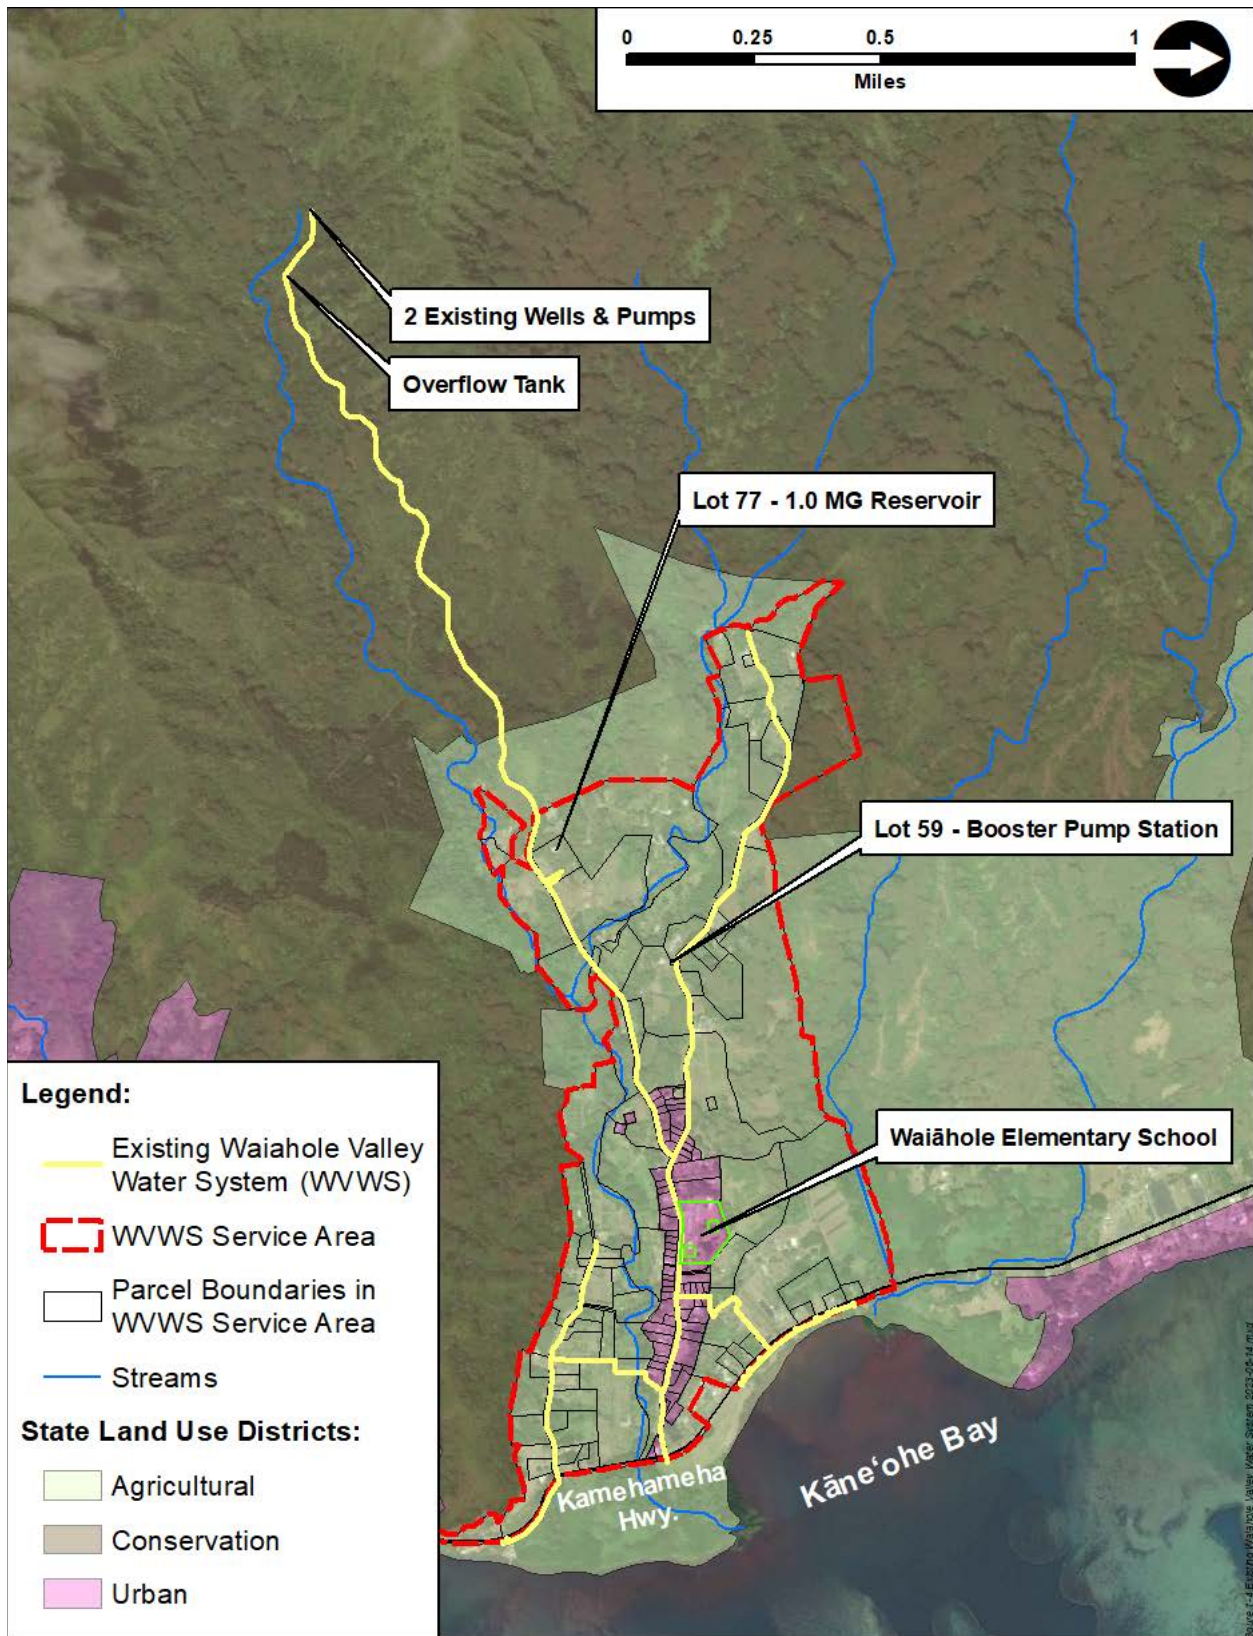 0 0.25 0.5 1
Miles
2 Existing Wells & Pumps
Overflow Tank
Lot 77 - 1.0 MG Reservoir
Lot 59 - Booster Pump Station
Waiāhole Elementary School
Kāneʻohe Bay
Kamehameha
Hwy.
Legend:
Existing Waiahole Valley
Water System (WVWS)
WVWS Service Area
Parcel Boundaries in
WVWS Service Area
Streams
State Land Use Districts:
Agricultural
Conservation
Urban